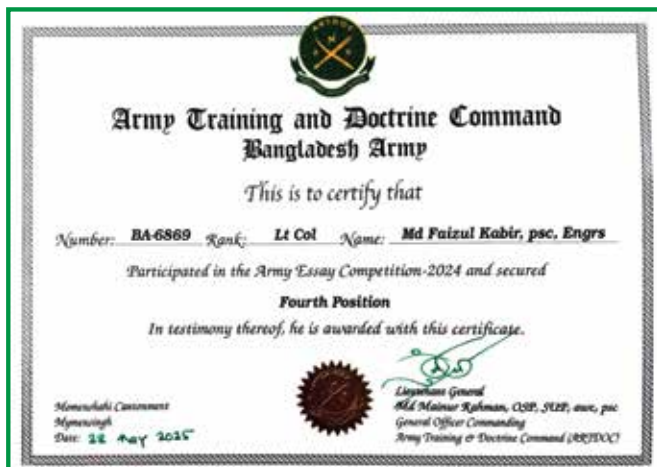 ARTDOC
Army Training and Doctrine Command
Bangladesh Army
This is to certify that
Number: BA-6869 Rank: Lt Col Name: Md Faizul Kabir, psc, Engrs
Participated in the Army Essay Competition-2024 and secured
Fourth Position
In testimony thereof, he is awarded with this certificate.
Momenshahi Cantonment
Mymensingh
Date: 28 May 2025
Lieutenant General
Md Mainur Rahman, OSP, SUP, awc, psc
General Officer Commanding
Army Training & Doctrine Command (ARTDOC)